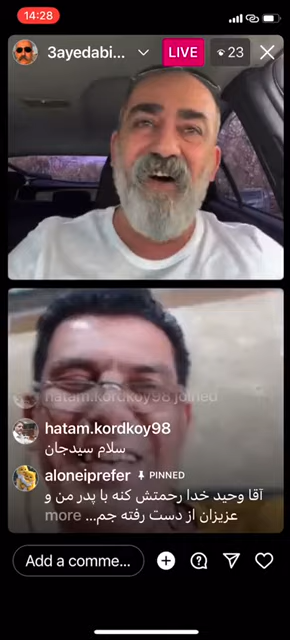 14:28
3ayedabi...
LIVE
23
hatam.kordkoy98 joined
hatam.kordkoy98
سلام سیدجان
aloneiprefer PINNED
آقا وحید خدا رحمتش کنه با پدر من و
عزیزان از دست رفته جم... more
Add a comme...